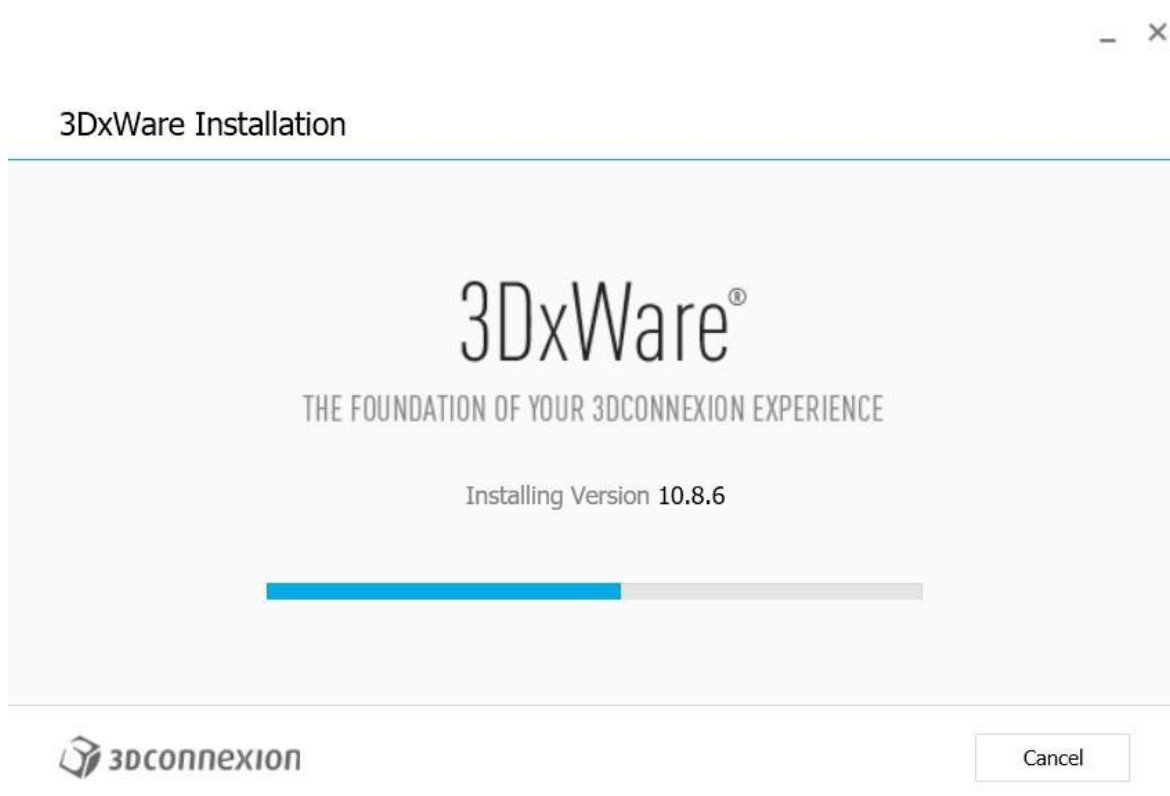 3DxWare Installation
3DxWare®
THE FOUNDATION OF YOUR 3DCONNEXION EXPERIENCE
Installing Version 10.8.6
3Dconnexion
Cancel